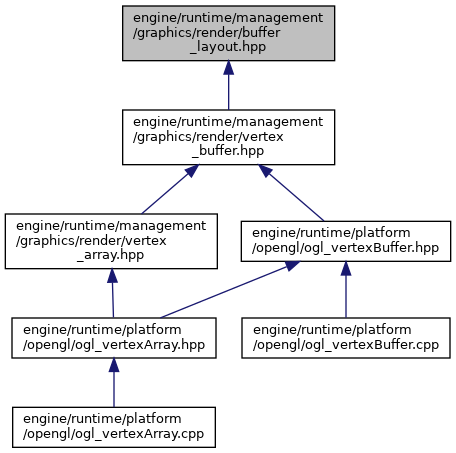 engine/runtime/management
/graphics/render/buffer
_layout.hpp
engine/runtime/management
/graphics/render/vertex
_buffer.hpp
engine/runtime/management
/graphics/render/vertex
_array.hpp
engine/runtime/platform
/opengl/ogl_vertexBuffer.hpp
engine/runtime/platform
/opengl/ogl_vertexArray.hpp
engine/runtime/platform
/opengl/ogl_vertexBuffer.cpp
engine/runtime/platform
/opengl/ogl_vertexArray.cpp